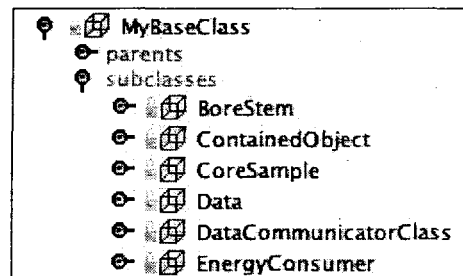 MyBaseClass
parents
subclasses
BoreStem
ContainedObject
CoreSample
Data
DataCommunicatorClass
EnergyConsumer